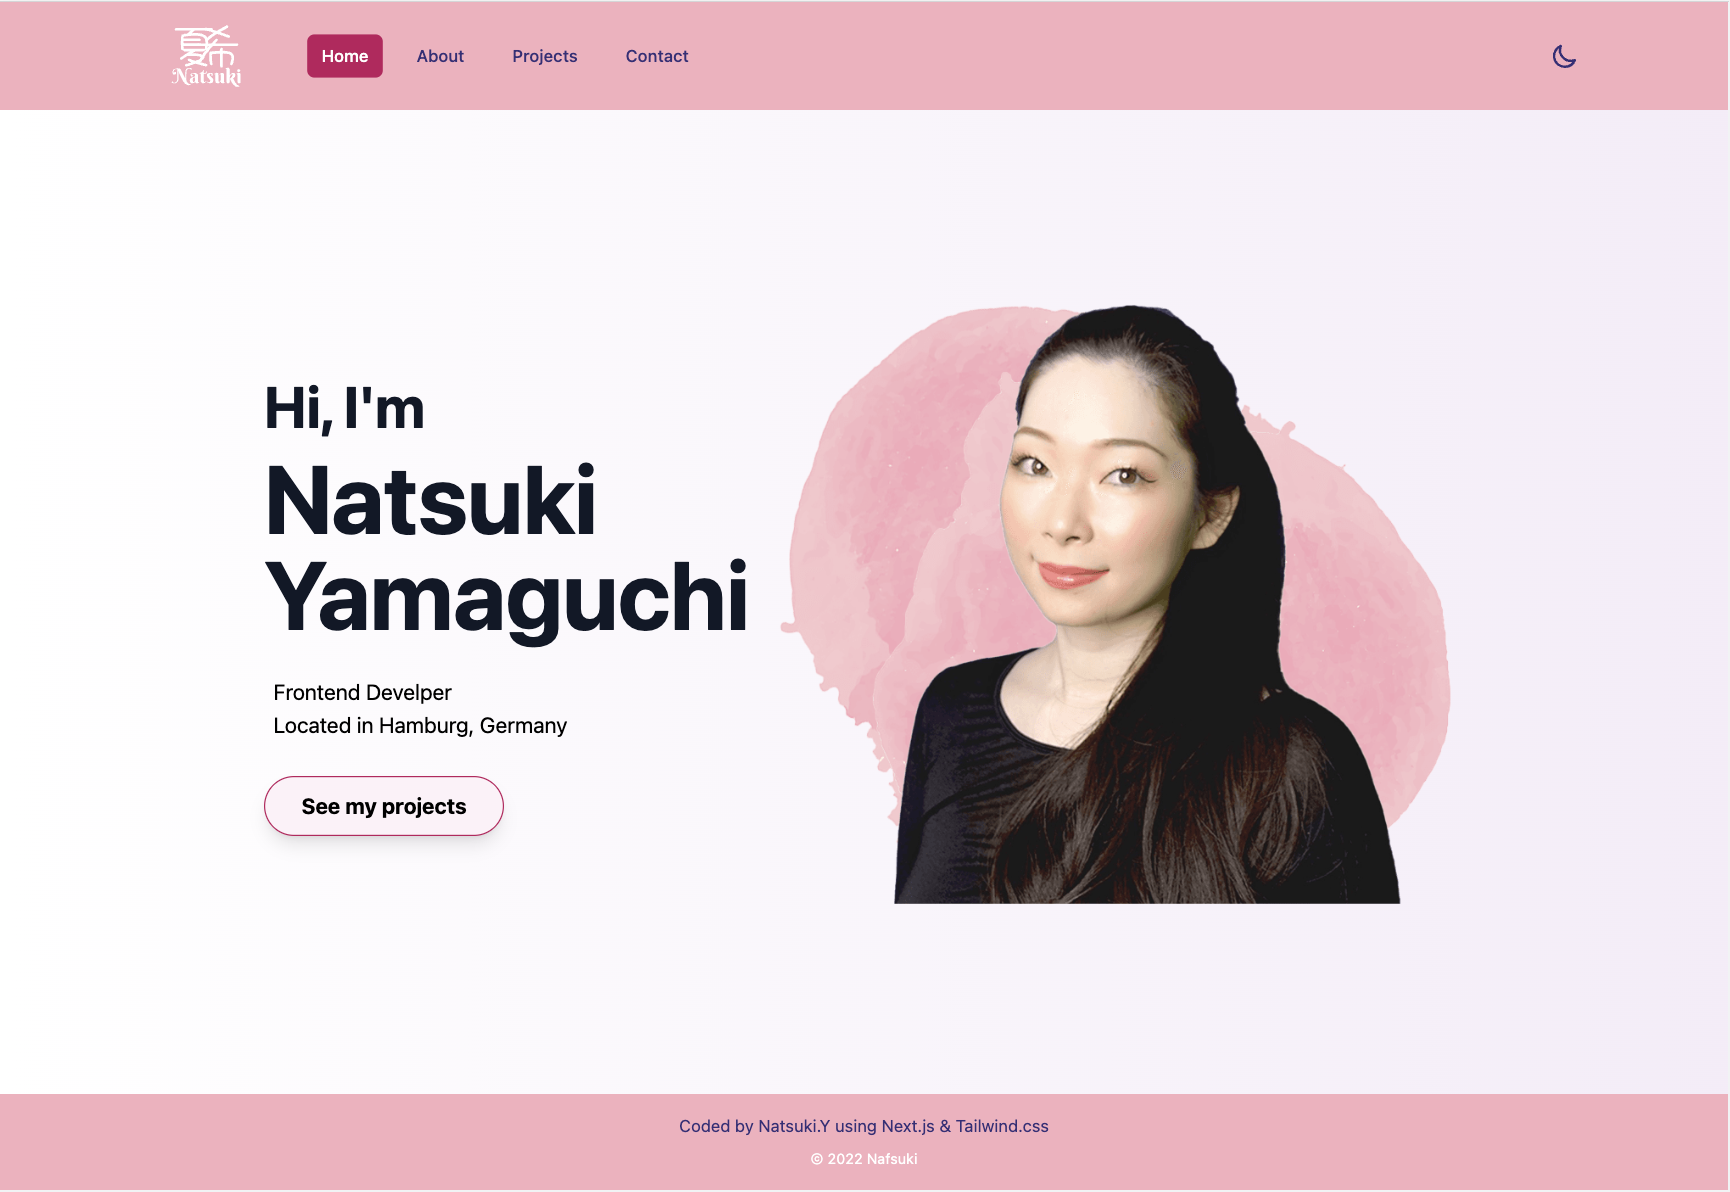 夏希
Natsuki
Home
About
Projects
Contact
Hi, I'm
Natsuki
Yamaguchi
Frontend Develper
Located in Hamburg, Germany
See my projects
Coded by Natsuki.Y using Next.js & Tailwind.css
© 2022 Nafsuki